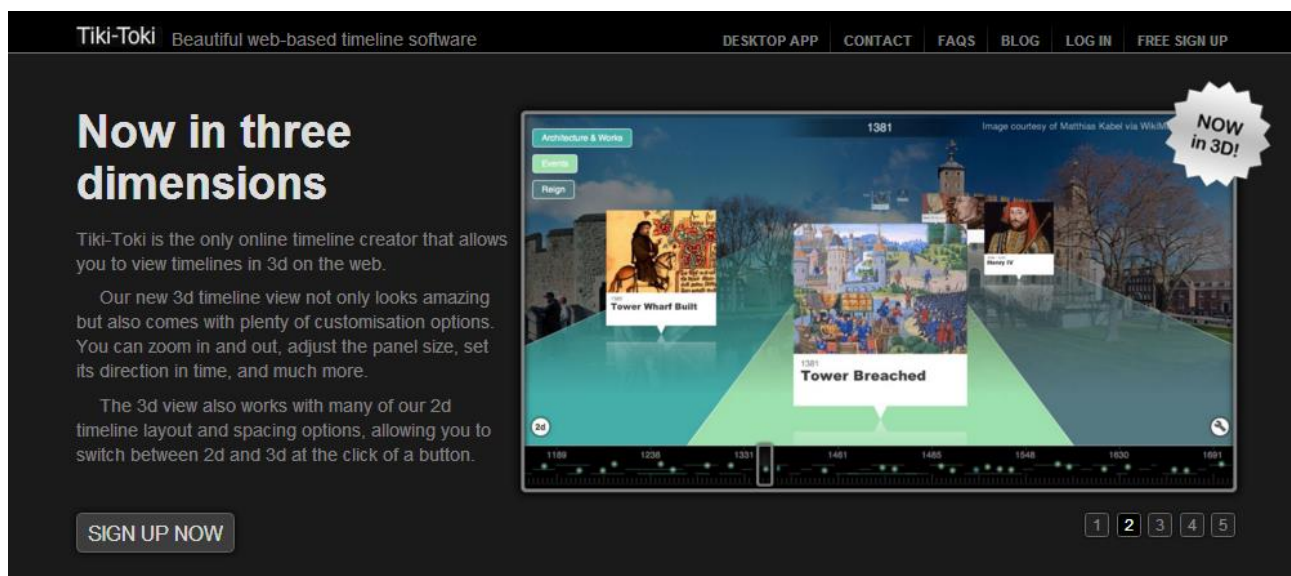 Tiki-Toki Beautiful web-based timeline software
DESKTOP APP CONTACT FAQS BLOG LOG IN FREE SIGN UP
Now in three
dimensions
Tiki-Toki is the only online timeline creator that allows
you to view timelines in 3d on the web.
Our new 3d timeline view not only looks amazing
but also comes with plenty of customisation options.
You can zoom in and out, adjust the panel size, set
its direction in time, and much more.
The 3d view also works with many of our 2d
timeline layout and spacing options, allowing you to
switch between 2d and 3d at the click of a button.
SIGN UP NOW
Architecture & Works
Events
Reign
1381
Image courtesy of Matthias Kabel via
NOW
in 3D!
Tower Wharf Built
1381
Tower Breached
Henry IV
2d
1189 1236 1331 1461 1485 1548 1630 1691
1 2 3 4 5